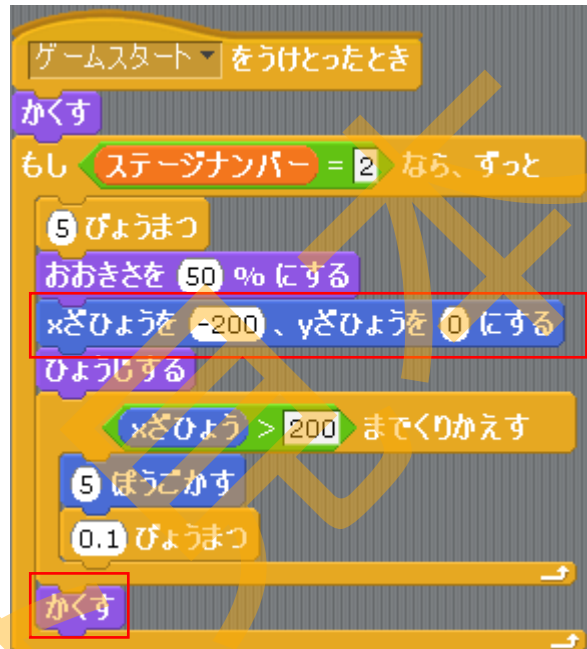 ゲームスタート をうけとったとき
かくす
もし ステージナンバー = 2 なら、ずっと
5 びょうまつ
おおきさを 50 % にする
xざひょうを -200 、yざひょうを 0 にする
ひょうじする
xざひょう > 200 までくりかえす
5 ほうごかす
0.1 びょうまつ
かくす